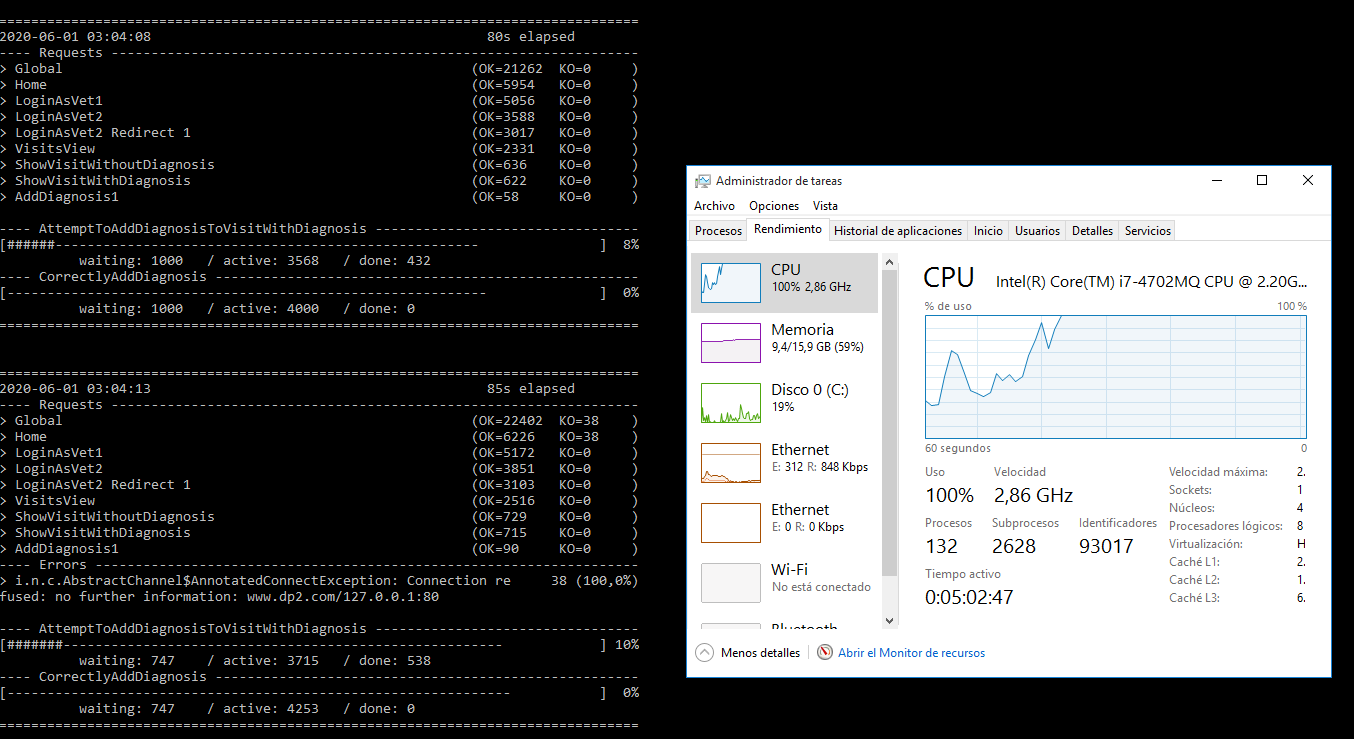 ================================================================================
2020-06-01 03:04:08                                          80s elapsed
---- Requests ------------------------------------------------------------------
> Global                                                   (OK=21262  KO=0     )
> Home                                                     (OK=5954   KO=0     )
> LoginAsVet1                                              (OK=5056   KO=0     )
> LoginAsVet2                                              (OK=3588   KO=0     )
> LoginAsVet2 Redirect 1                                   (OK=3017   KO=0     )
> VisitsView                                               (OK=2331   KO=0     )
> ShowVisitWithoutDiagnosis                                (OK=636    KO=0     )
> ShowVisitWithDiagnosis                                   (OK=622    KO=0     )
> AddDiagnosis1                                            (OK=58     KO=0     )
---- AttemptToAddDiagnosisToVisitWithDiagnosis ---------------------------------
[######--------------------------------------------------------------------]  8%
          waiting: 1000   / active: 3568   / done: 432
---- CorrectlyAddDiagnosis -----------------------------------------------------
[------------------------------------------------------------              ]  0%
          waiting: 1000   / active: 4000   / done: 0
================================================================================
================================================================================
2020-06-01 03:04:13                                          85s elapsed
---- Requests ------------------------------------------------------------------
> Global                                                   (OK=22402  KO=38    )
> Home                                                     (OK=6226   KO=38    )
> LoginAsVet1                                              (OK=5172   KO=0     )
> LoginAsVet2                                              (OK=3851   KO=0     )
> LoginAsVet2 Redirect 1                                   (OK=3103   KO=0     )
> VisitsView                                               (OK=2516   KO=0     )
> ShowVisitWithoutDiagnosis                                (OK=729    KO=0     )
> ShowVisitWithDiagnosis                                   (OK=715    KO=0     )
> AddDiagnosis1                                            (OK=90     KO=0     )
---- Errors --------------------------------------------------------------------
> i.n.c.AbstractChannel$AnnotatedConnectException: Connection re     38 (100,0%)
fused: no further information: www.dp2.com/127.0.0.1:80
---- AttemptToAddDiagnosisToVisitWithDiagnosis ---------------------------------
[#######-------------------------------------------------------            ] 10%
          waiting: 747    / active: 3715   / done: 538
---- CorrectlyAddDiagnosis -----------------------------------------------------
[---------------------------------------------------------------           ]  0%
          waiting: 747    / active: 4253   / done: 0
================================================================================
Administrador de tareas
Archivo Opciones Vista
Procesos Rendimiento Historial de aplicaciones Inicio Usuarios Detalles Servicios
CPU
100% 2,86 GHz
Memoria
9,4/15,9 GB (59%)
Disco 0 (C:)
19%
Ethernet
E: 312 R: 848 Kbps
Ethernet
E: 0 R: 0 Kbps
Wi-Fi
No está conectado
Bluetooth
CPU Intel(R) Core(TM) i7-4702MQ CPU @ 2.20G...
% de uso 100 %
60 segundos 0
Uso Velocidad
100% 2,86 GHz
Procesos Subprocesos Identificadores
132 2628 93017
Tiempo activo
0:05:02:47
Velocidad máxima: 2.
Sockets: 1
Núcleos: 4
Procesadores lógicos: 8
Virtualización: H
Caché L1: 2.
Caché L2: 1.
Caché L3: 6.
Menos detalles Abrir el Monitor de recursos